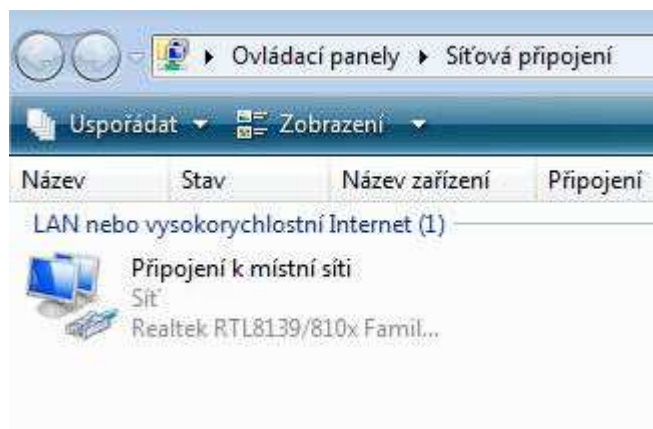 Ovládací panely Síťová připojení
Uspořádat Zobrazení
Název Stav Název zařízení Připojení
LAN nebo vysokorychlostní Internet (1)
Připojení k místní síti
Síť
Realtek RTL8139/810x Famil...